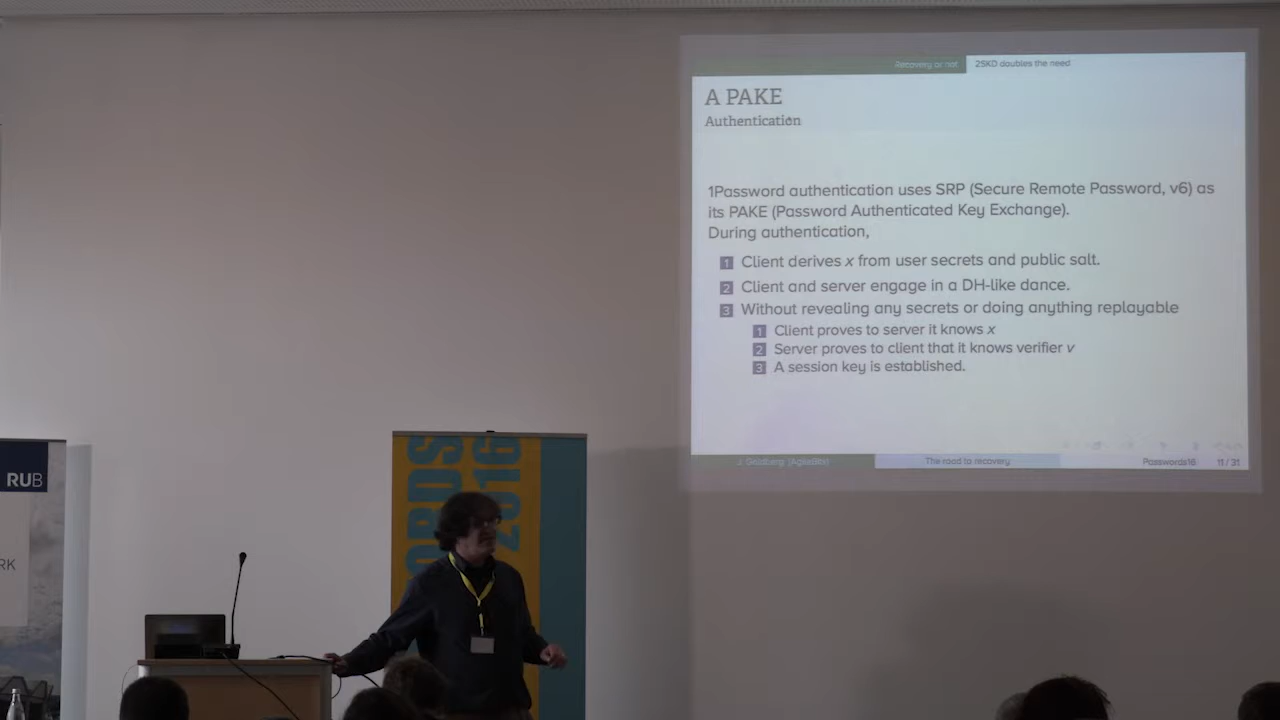 Recovery or not
2SKD doubles the need
A PAKE
Authentication
1Password authentication uses SRP (Secure Remote Password, v6) as
its PAKE (Password Authenticated Key Exchange).
During authentication,
1 Client derives x from user secrets and public salt.
2 Client and server engage in a DH-like dance.
3 Without revealing any secrets or doing anything replayable
1 Client proves to server it knows x
2 Server proves to client that it knows verifier v
3 A session key is established.
J. Goldberg (AgileBits)
The road to recovery
Passwords16
11 / 31
RUB
RK
ORDS
2016